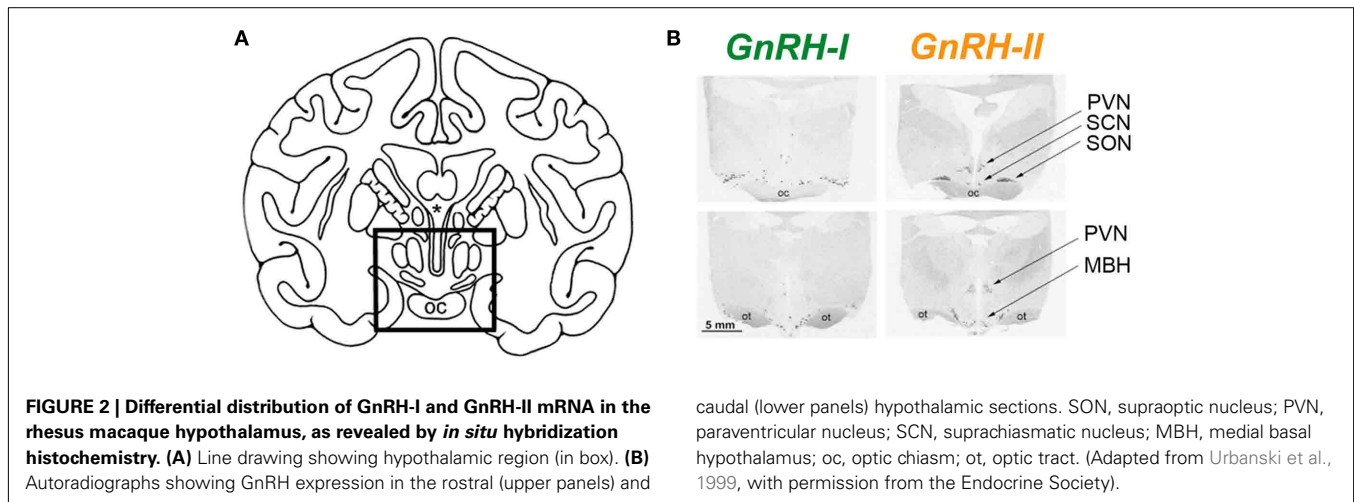 A
*
OC
B
GnRH-I
GnRH-II
oc
oc
PVN
SCN
SON
ot
ot
5 mm
ot
ot
PVN
MBH
FIGURE 2 | Differential distribution of GnRH-I and GnRH-II mRNA in the
rhesus macaque hypothalamus, as revealed by in situ hybridization
histochemistry. (A) Line drawing showing hypothalamic region (in box). (B)
Autoradiographs showing GnRH expression in the rostral (upper panels) and
caudal (lower panels) hypothalamic sections. SON, supraoptic nucleus; PVN,
paraventricular nucleus; SCN, suprachiasmatic nucleus; MBH, medial basal
hypothalamus; oc, optic chiasm; ot, optic tract. (Adapted from Urbanski et al.,
1999, with permission from the Endocrine Society).